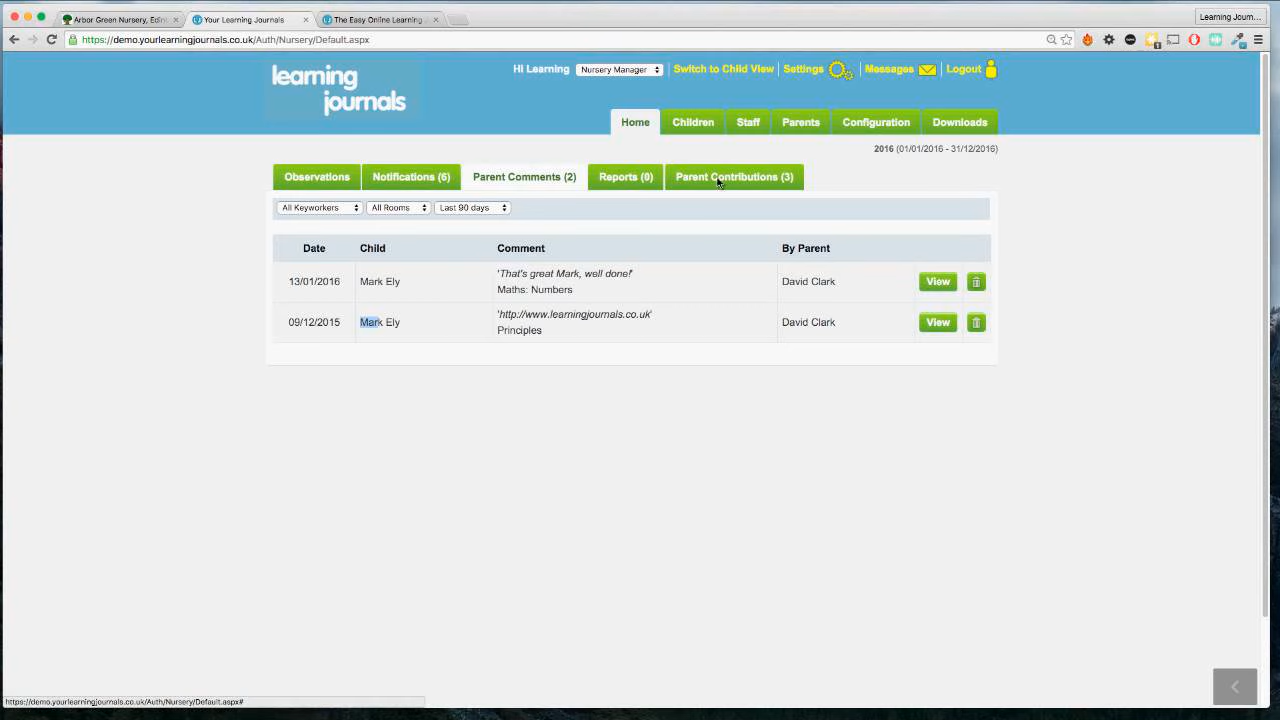 Arbor Green Nursery, Edin
Your Learning Journals
The Easy Online Learning J
Learning Journ...
https://demo.yourlearningjournals.co.uk/Auth/Nursery/Default.aspx
learning
journals
Hi Learning Nursery Manager Switch to Child View Settings Messages Logout
Home Children Staff Parents Configuration Downloads
2016 (01/01/2016 - 31/12/2016)
Observations Notifications (6) Parent Comments (2) Reports (0) Parent Contributions (3)
All Keyworkers All Rooms Last 90 days
Date Child Comment By Parent
13/01/2016 Mark Ely 'That's great Mark, well done!' David Clark View
Maths: Numbers
09/12/2015 Mark Ely 'http://www.learningjournals.co.uk' David Clark View
Principles
https://demo.yourlearningjournals.co.uk/Auth/Nursery/Default.aspx#